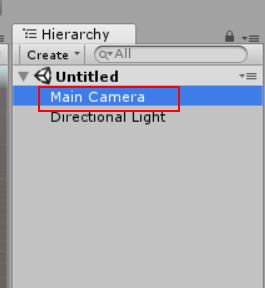 Hierarchy
Create All
Untitled
Main Camera
Directional Light